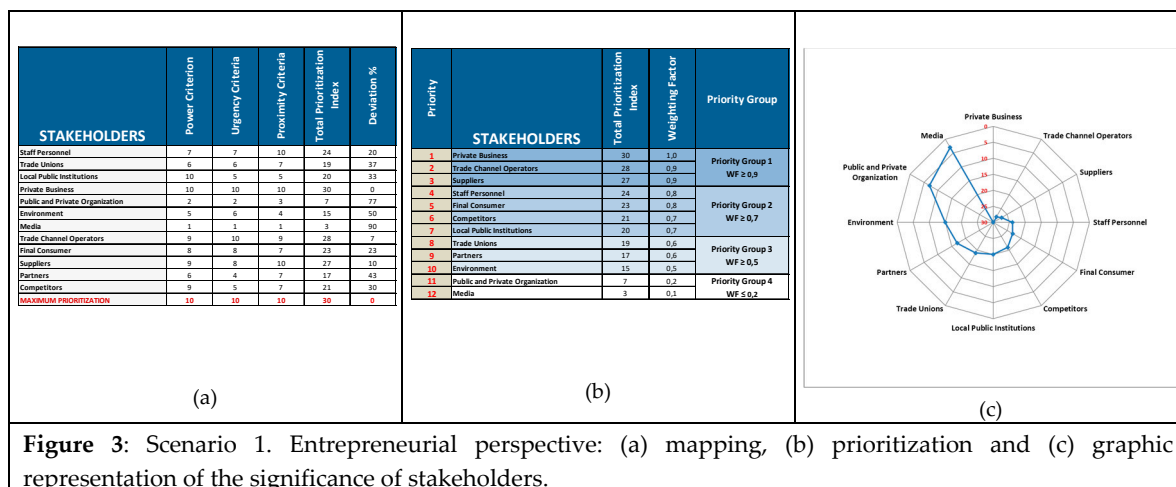 STAKEHOLDERS Power Criterion Urgency Criteria Proximity Criteria Total Prioritization Index Deviation %
Staff Personnel 7 7 10 24 20
Trade Unions 6 6 7 19 37
Local Public Institutions 10 5 5 20 33
Private Business 10 10 10 30 0
Public and Private Organization 2 2 3 7 77
Environment 5 6 4 15 50
Media 1 1 1 3 90
Trade Channel Operators 9 10 9 28 7
Final Consumer 8 8 7 23 23
Suppliers 9 8 10 27 10
Partners 6 4 7 17 43
Competitors 9 5 7 21 30
MAXIMUM PRIORITIZATION 10 10 10 30 0
(a)
Priority STAKEHOLDERS Total Prioritization Index Weighting Factor Priority Group
1 Private Business 30 1,0
2 Trade Channel Operators 28 0,9
3 Suppliers 27 0,9
Priority Group 1
WF ≥ 0,9
4 Staff Personnel 24 0,8
5 Final Consumer 23 0,8
6 Competitors 21 0,7
7 Local Public Institutions 20 0,7
Priority Group 2
WF ≥ 0,7
8 Trade Unions 19 0,6
9 Partners 17 0,6
10 Environment 15 0,5
Priority Group 3
WF ≥ 0,5
11 Public and Private Organization 7 0,2
12 Media 3 0,1
Priority Group 4
WF ≤ 0,2
(b)
Private Business
Trade Channel Operators
Suppliers
Staff Personnel
Final Consumer
Competitors
Local Public Institutions
Trade Unions
Partners
Environment
Public and Private
Organization
Media
0
5
10
15
20
25
30
(c)
Figure 3: Scenario 1. Entrepreneurial perspective: (a) mapping, (b) prioritization and (c) graphic
representation of the significance of stakeholders.